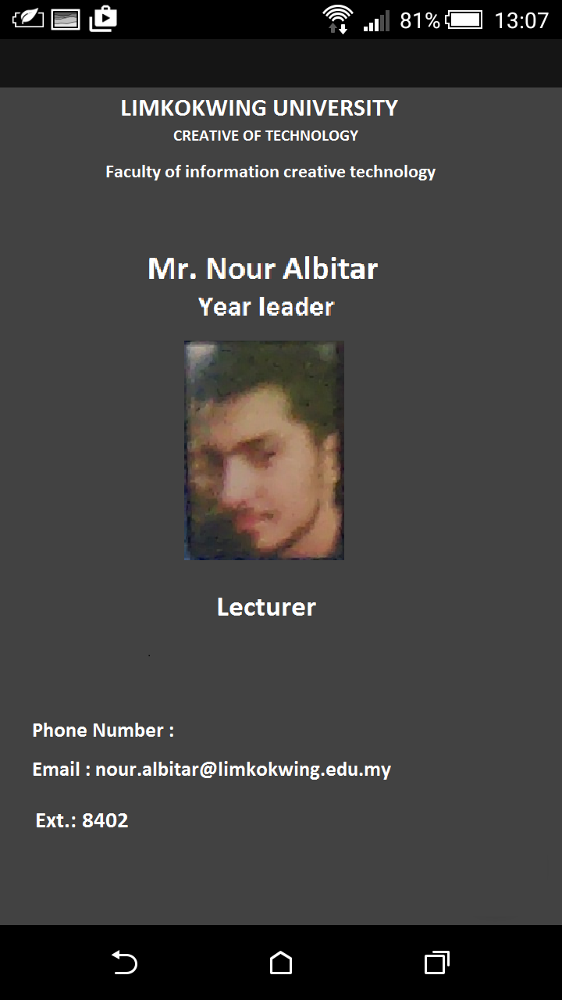 81% 13:07
LIMKOKWING UNIVERSITY
CREATIVE OF TECHNOLOGY
Faculty of information creative technology
Mr. Nour Albitar
Year leader
Lecturer
Phone Number :
Email : nour.albitar@limkokwing.edu.my
Ext.: 8402